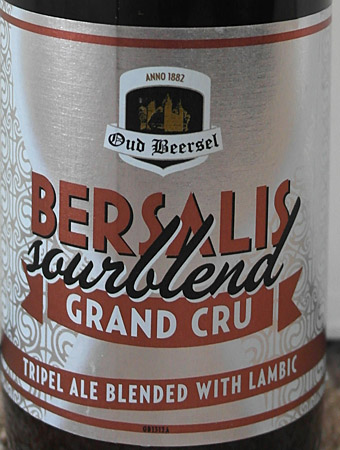 ANNO 1882
Oud Beersel
BERSALIS
sourblend
GRAND CRU
TRIPEL ALE BLENDED WITH LAMBIC